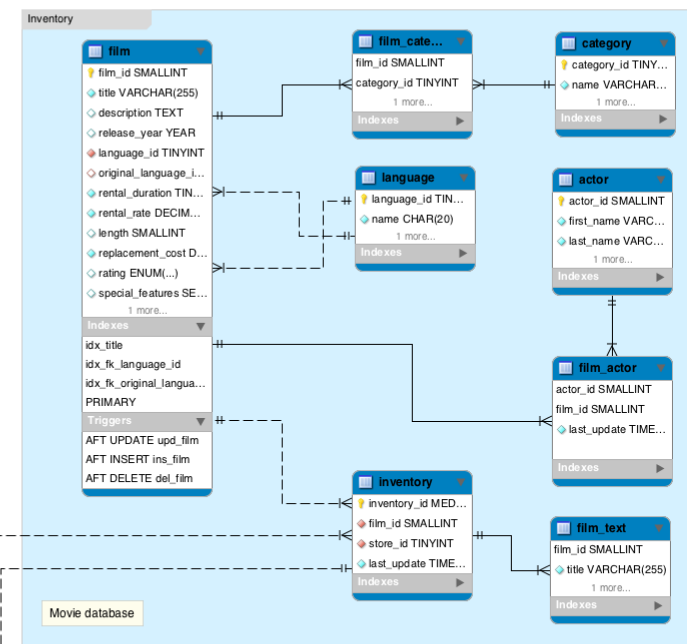 Inventory
film
film_id SMALLINT
title VARCHAR(255)
description TEXT
release_year YEAR
language_id TINYINT
original_language_i...
rental_duration TIN...
rental_rate DECIM...
length SMALLINT
replacement_cost D...
rating ENUM(...)
special_features SE...
1 more...
Indexes
idx_title
idx_fk_language_id
idx_fk_original_langua...
PRIMARY
Triggers
AFT UPDATE upd_film
AFT INSERT ins_film
AFT DELETE del_film
film_cate...
film_id SMALLINT
category_id TINYINT
1 more...
Indexes
category
category_id TINY...
name VARCHAR...
1 more...
Indexes
language
language_id TIN...
name CHAR(20)
1 more...
Indexes
actor
actor_id SMALLINT
first_name VARC...
last_name VARC...
1 more...
Indexes
film_actor
actor_id SMALLINT
film_id SMALLINT
last_update TIME...
Indexes
inventory
inventory_id MED...
film_id SMALLINT
store_id TINYINT
last_update TIME...
Indexes
film_text
film_id SMALLINT
title VARCHAR(255)
1 more...
Indexes
Movie database